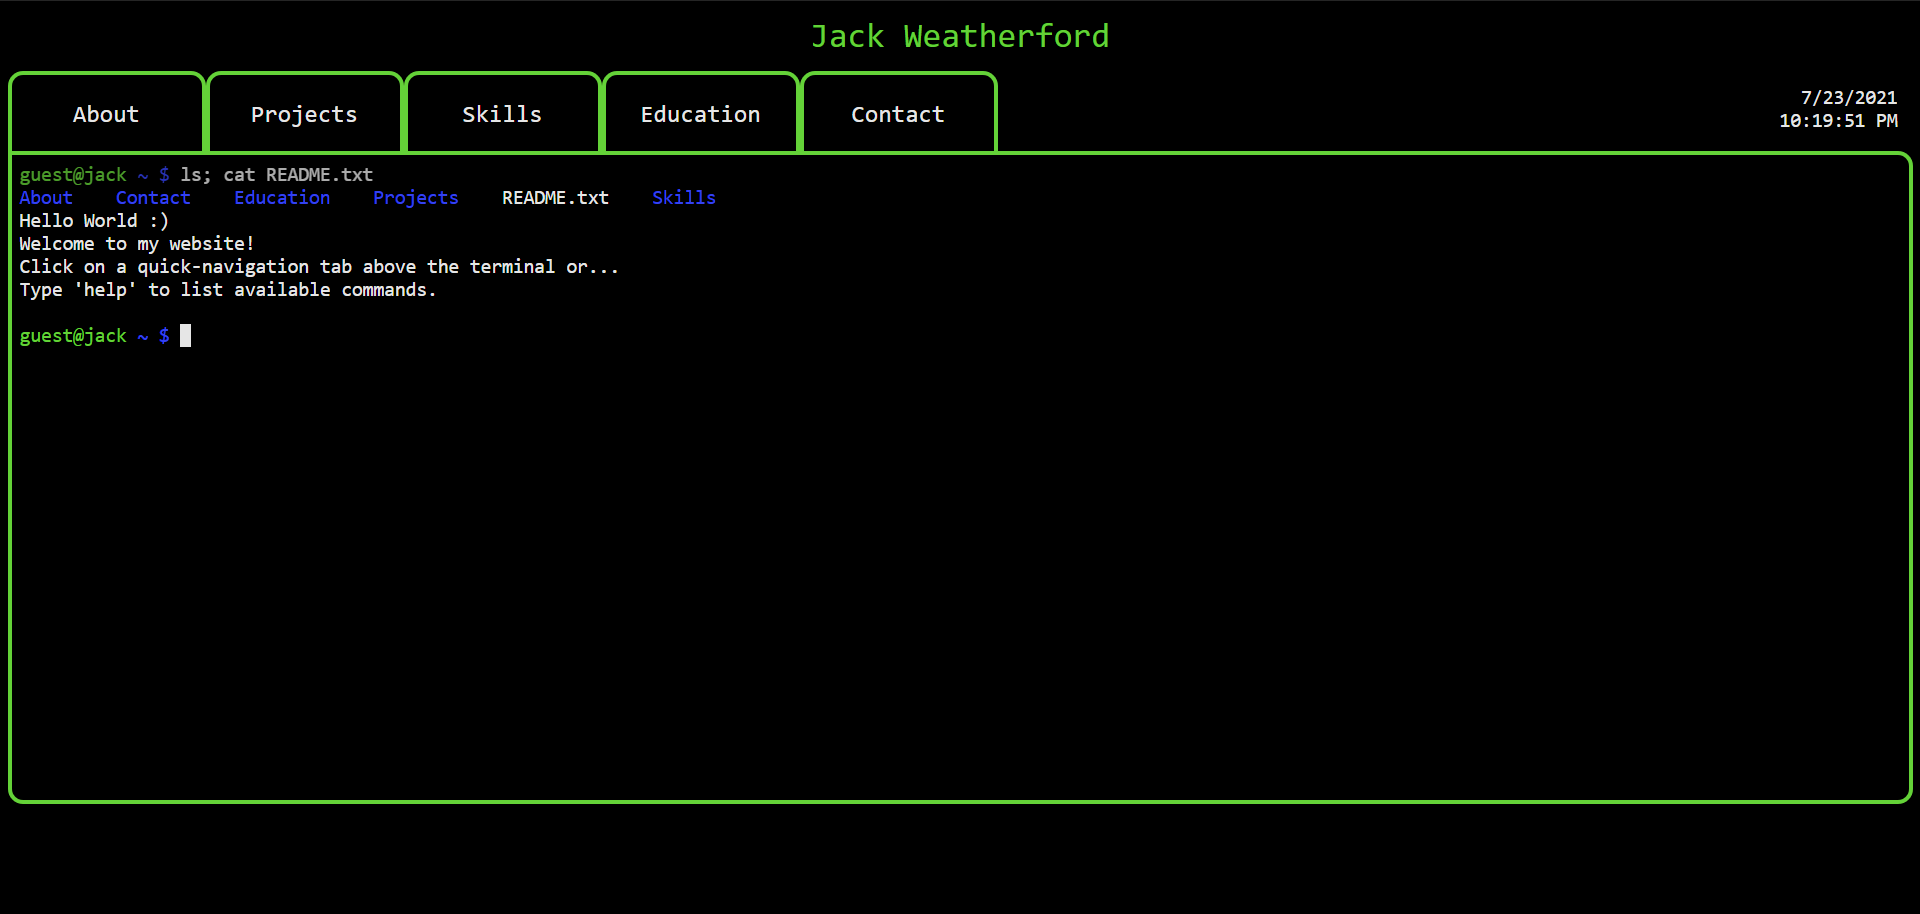 Jack Weatherford
About Projects Skills Education Contact
7/23/2021
10:19:51 PM
guest@jack ~ $ ls; cat README.txt
About Contact Education Projects README.txt Skills
Hello World :)
Welcome to my website!
Click on a quick-navigation tab above the terminal or...
Type 'help' to list available commands.
guest@jack ~ $